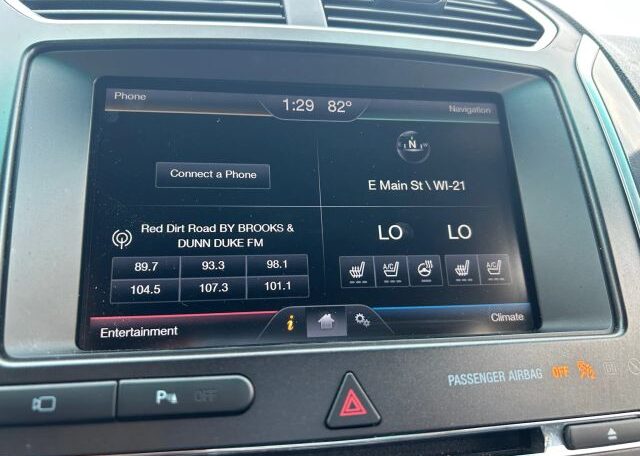 Phone
1:29 82°
Navigation
N
Connect a Phone
E Main St \ WI-21
Red Dirt Road BY BROOKS &
DUNN DUKE FM
LO LO
89.7 93.3 98.1
104.5 107.3 101.1
A/C A/C
Entertainment
i
Climate
PASSENGER AIRBAG OFF
P OFF